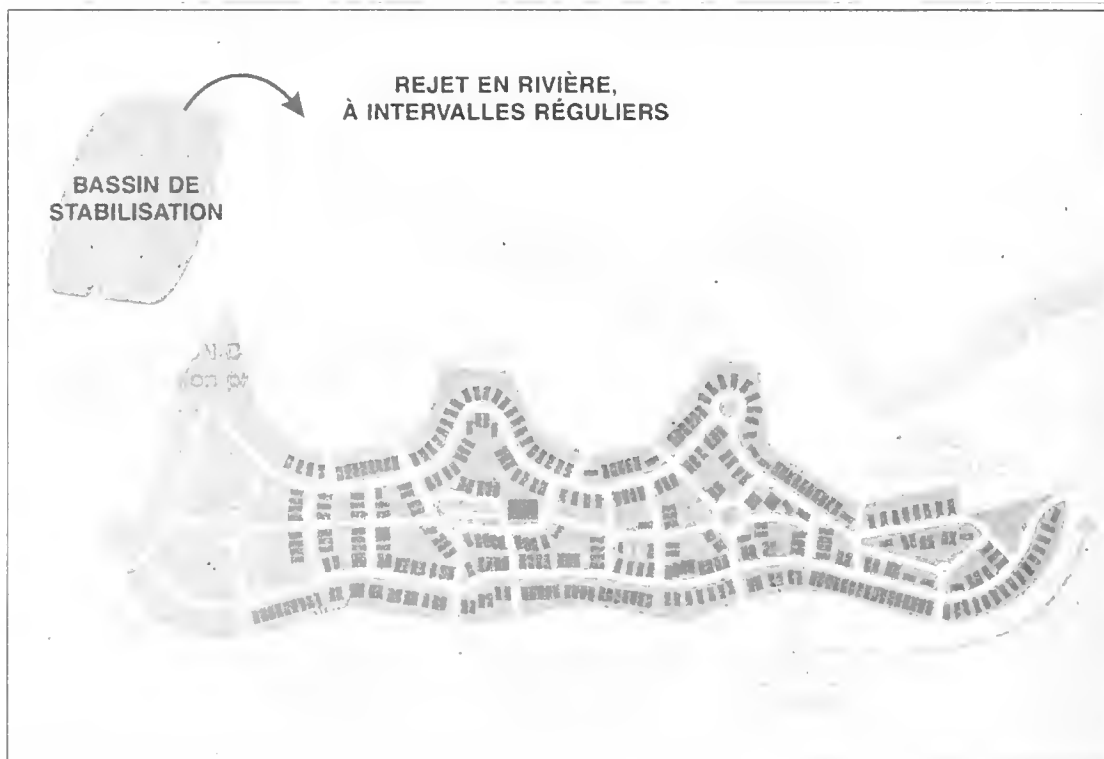 REJET EN RIVIÈRE,
À INTERVALLES RÉGULIERS
BASSIN DE
STABILISATION